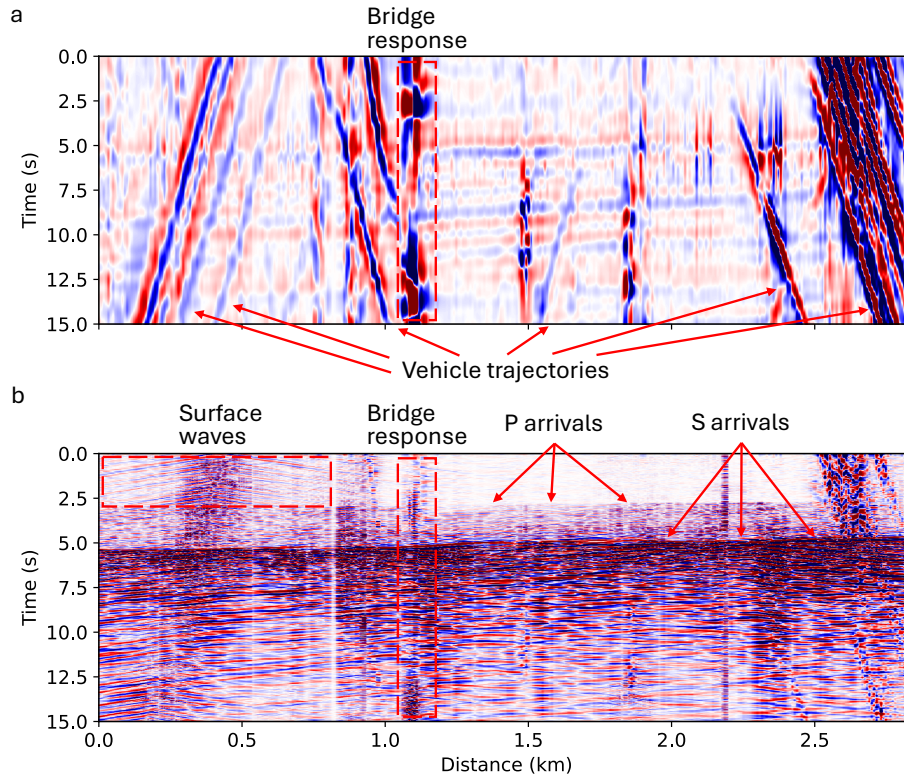 a
Bridge
response
0.0
2.5
5.0
7.5
10.0
12.5
15.0
Time (s)
Vehicle trajectories
b
Surface
waves
Bridge
response
P arrivals
S arrivals
0.0
2.5
5.0
7.5
10.0
12.5
15.0
Time (s)
0.0 0.5 1.0 1.5 2.0 2.5
Distance (km)